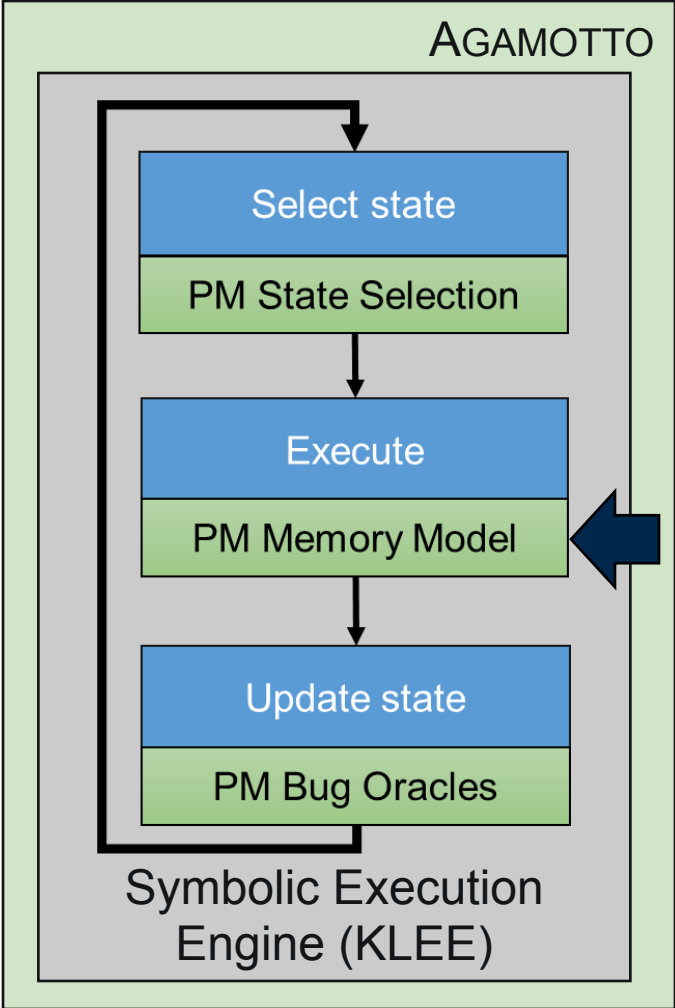 AGAMOTTO
Select state
PM State Selection
Execute
PM Memory Model
Update state
PM Bug Oracles
Symbolic Execution
Engine (KLEE)